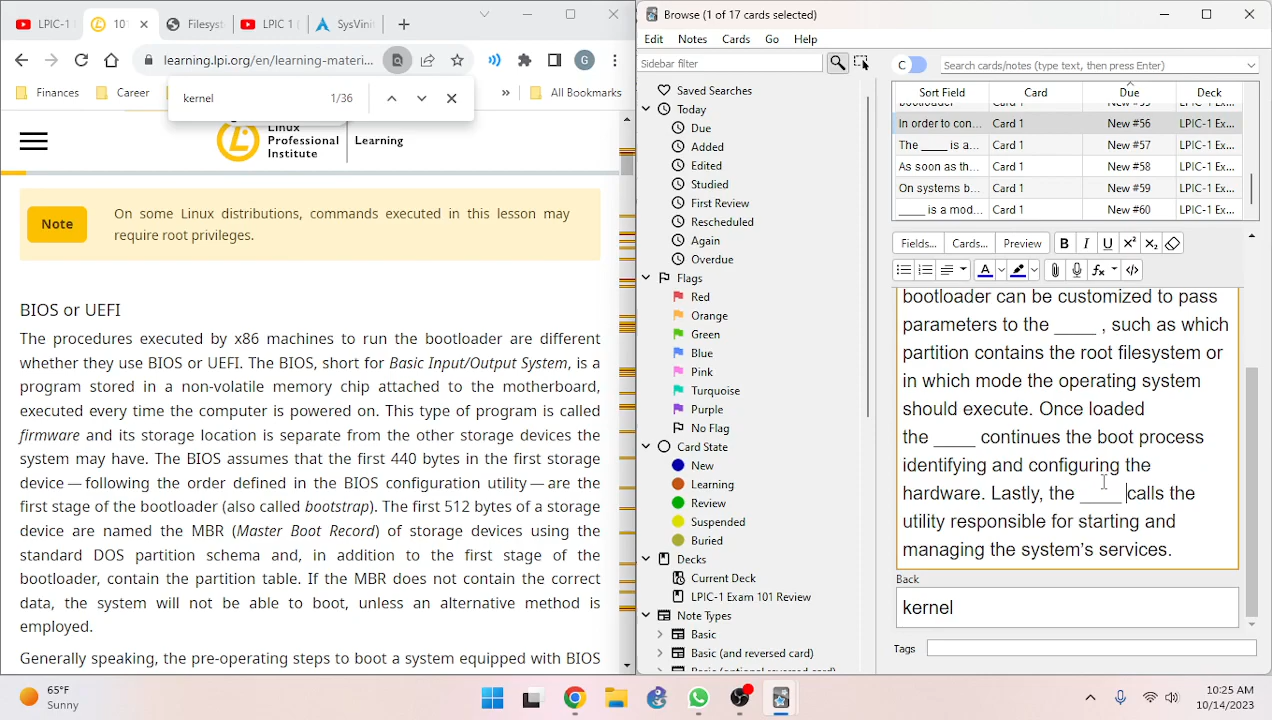 LPIC-1
101
Filesyst
LPIC 1 (
SysVinit
learning.lpi.org/en/learning-materi...
G
Finances
Career
»
All Bookmarks
kernel
1/36
Linux
Professional
Institute
Learning
Note
On some Linux distributions, commands executed in this lesson may
require root privileges.
BIOS or UEFI
The procedures executed by x86 machines to run the bootloader are different
whether they use BIOS or UEFI. The BIOS, short for Basic Input/Output System, is a
program stored in a non-volatile memory chip attached to the motherboard,
executed every time the computer is powered on. This type of program is called
firmware and its storage location is separate from the other storage devices the
system may have. The BIOS assumes that the first 440 bytes in the first storage
device — following the order defined in the BIOS configuration utility — are the
first stage of the bootloader (also called bootstrap). The first 512 bytes of a storage
device are named the MBR (Master Boot Record) of storage devices using the
standard DOS partition schema and, in addition to the first stage of the
bootloader, contain the partition table. If the MBR does not contain the correct
data, the system will not be able to boot, unless an alternative method is
employed.
Generally speaking, the pre-operating steps to boot a system equipped with BIOS
Browse (1 of 17 cards selected)
Edit Notes Cards Go Help
Sidebar filter
Saved Searches
Today
Due
Added
Edited
Studied
First Review
Rescheduled
Again
Overdue
Flags
Red
Orange
Green
Blue
Pink
Turquoise
Purple
No Flag
Card State
New
Learning
Review
Suspended
Buried
Decks
Current Deck
LPIC-1 Exam 101 Review
Note Types
Basic
Basic (and reversed card)
Basic (optional reversed card)
C
Search cards/notes (type text, then press Enter)
Sort Field Card Due Deck
bootloader Card 1 New #55 LPIC-1 Ex...
In order to con... Card 1 New #56 LPIC-1 Ex...
The ____ is a... Card 1 New #57 LPIC-1 Ex...
As soon as th... Card 1 New #58 LPIC-1 Ex...
On systems b... Card 1 New #59 LPIC-1 Ex...
____ is a mod... Card 1 New #60 LPIC-1 Ex...
Fields... Cards... Preview B I U x² x₂
A fx
bootloader can be customized to pass
parameters to the ____ , such as which
partition contains the root filesystem or
in which mode the operating system
should execute. Once loaded
the ____ continues the boot process
identifying and configuring the
hardware. Lastly, the ____ calls the
utility responsible for starting and
managing the system’s services.
Back
kernel
Tags
65°F
Sunny
10:25 AM
10/14/2023